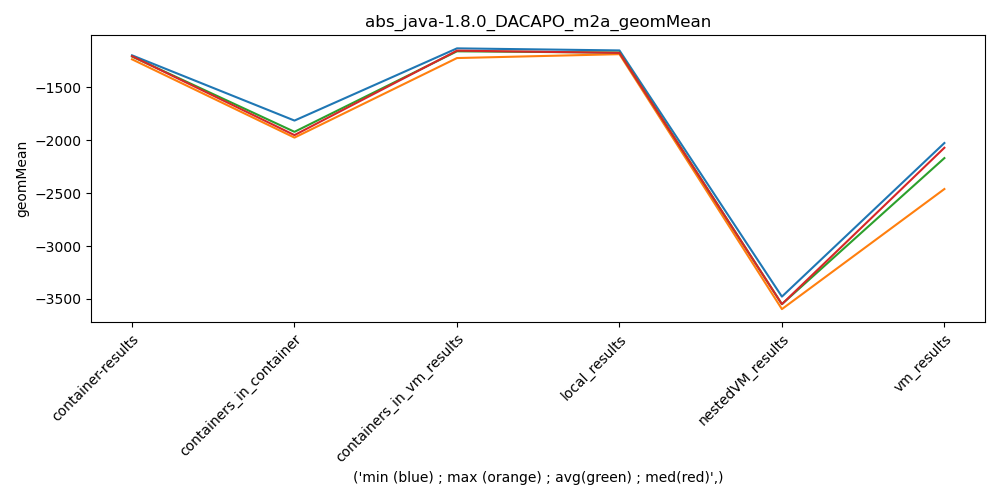 abs_java-1.8.0_DACAPO_m2a_geomMean
geomMean
−1500
−2000
−2500
−3000
−3500
container-results
containers_in_container
containers_in_vm_results
local_results
nestedVM_results
vm_results
('min (blue) ; max (orange) ; avg(green) ; med(red)',)